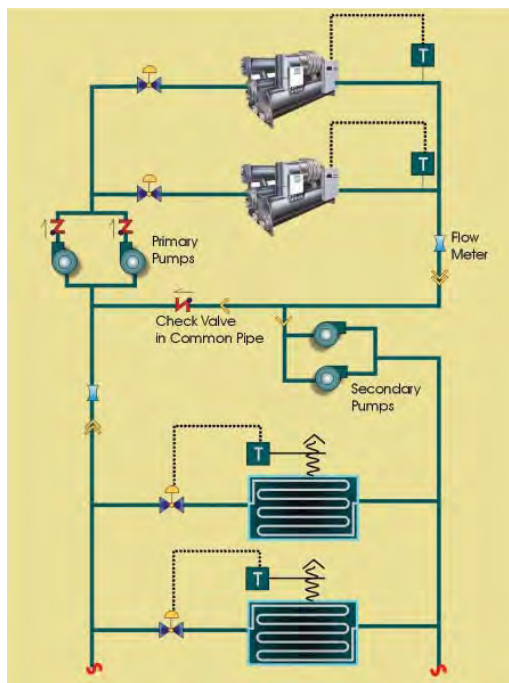 T
T
Primary
Pumps
Flow
Meter
Check Valve
in Common Pipe
Secondary
Pumps
T
T